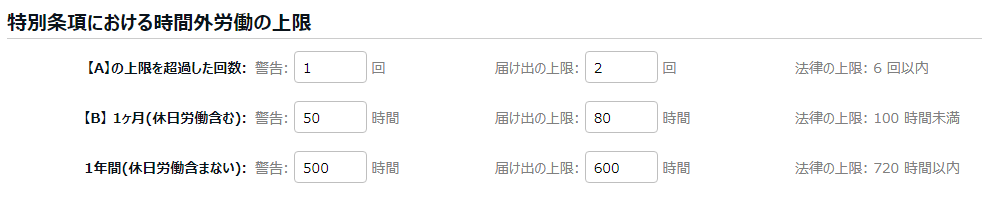 特別条項における時間外労働の上限
【A】の上限を超過した回数: 警告: 1 回 届け出の上限: 2 回 法律の上限: 6 回以内
【B】 1ヶ月(休日労働含む): 警告: 50 時間 届け出の上限: 80 時間 法律の上限: 100 時間未満
1年間(休日労働含まない): 警告: 500 時間 届け出の上限: 600 時間 法律の上限: 720 時間以内